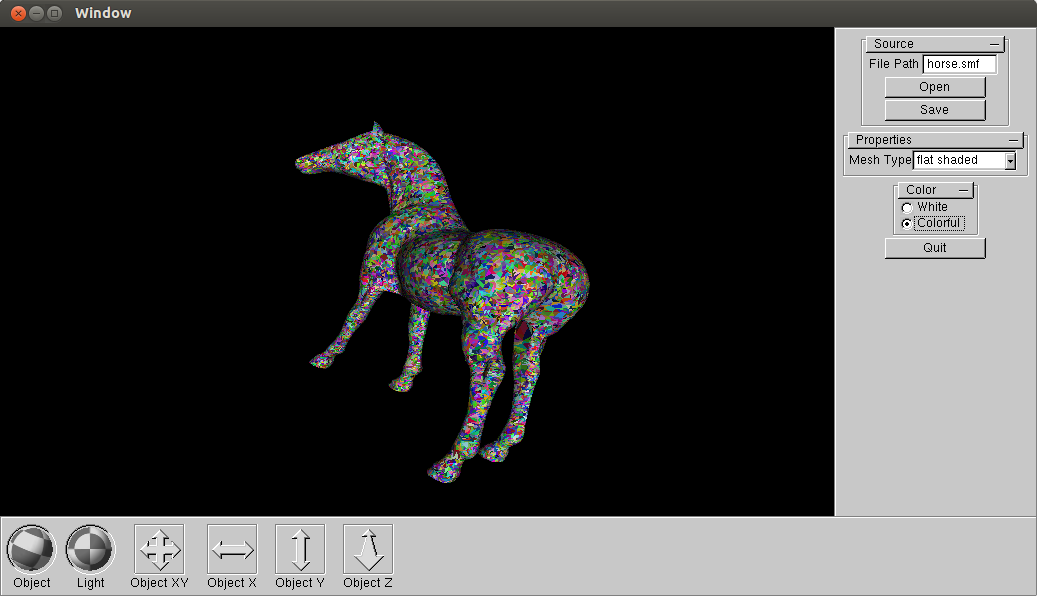 Window
Source
File Path horse.smf
Open
Save
Properties
Mesh Type flat shaded
Color
White
Colorful
Quit
Object Light Object XY Object X Object Y Object Z